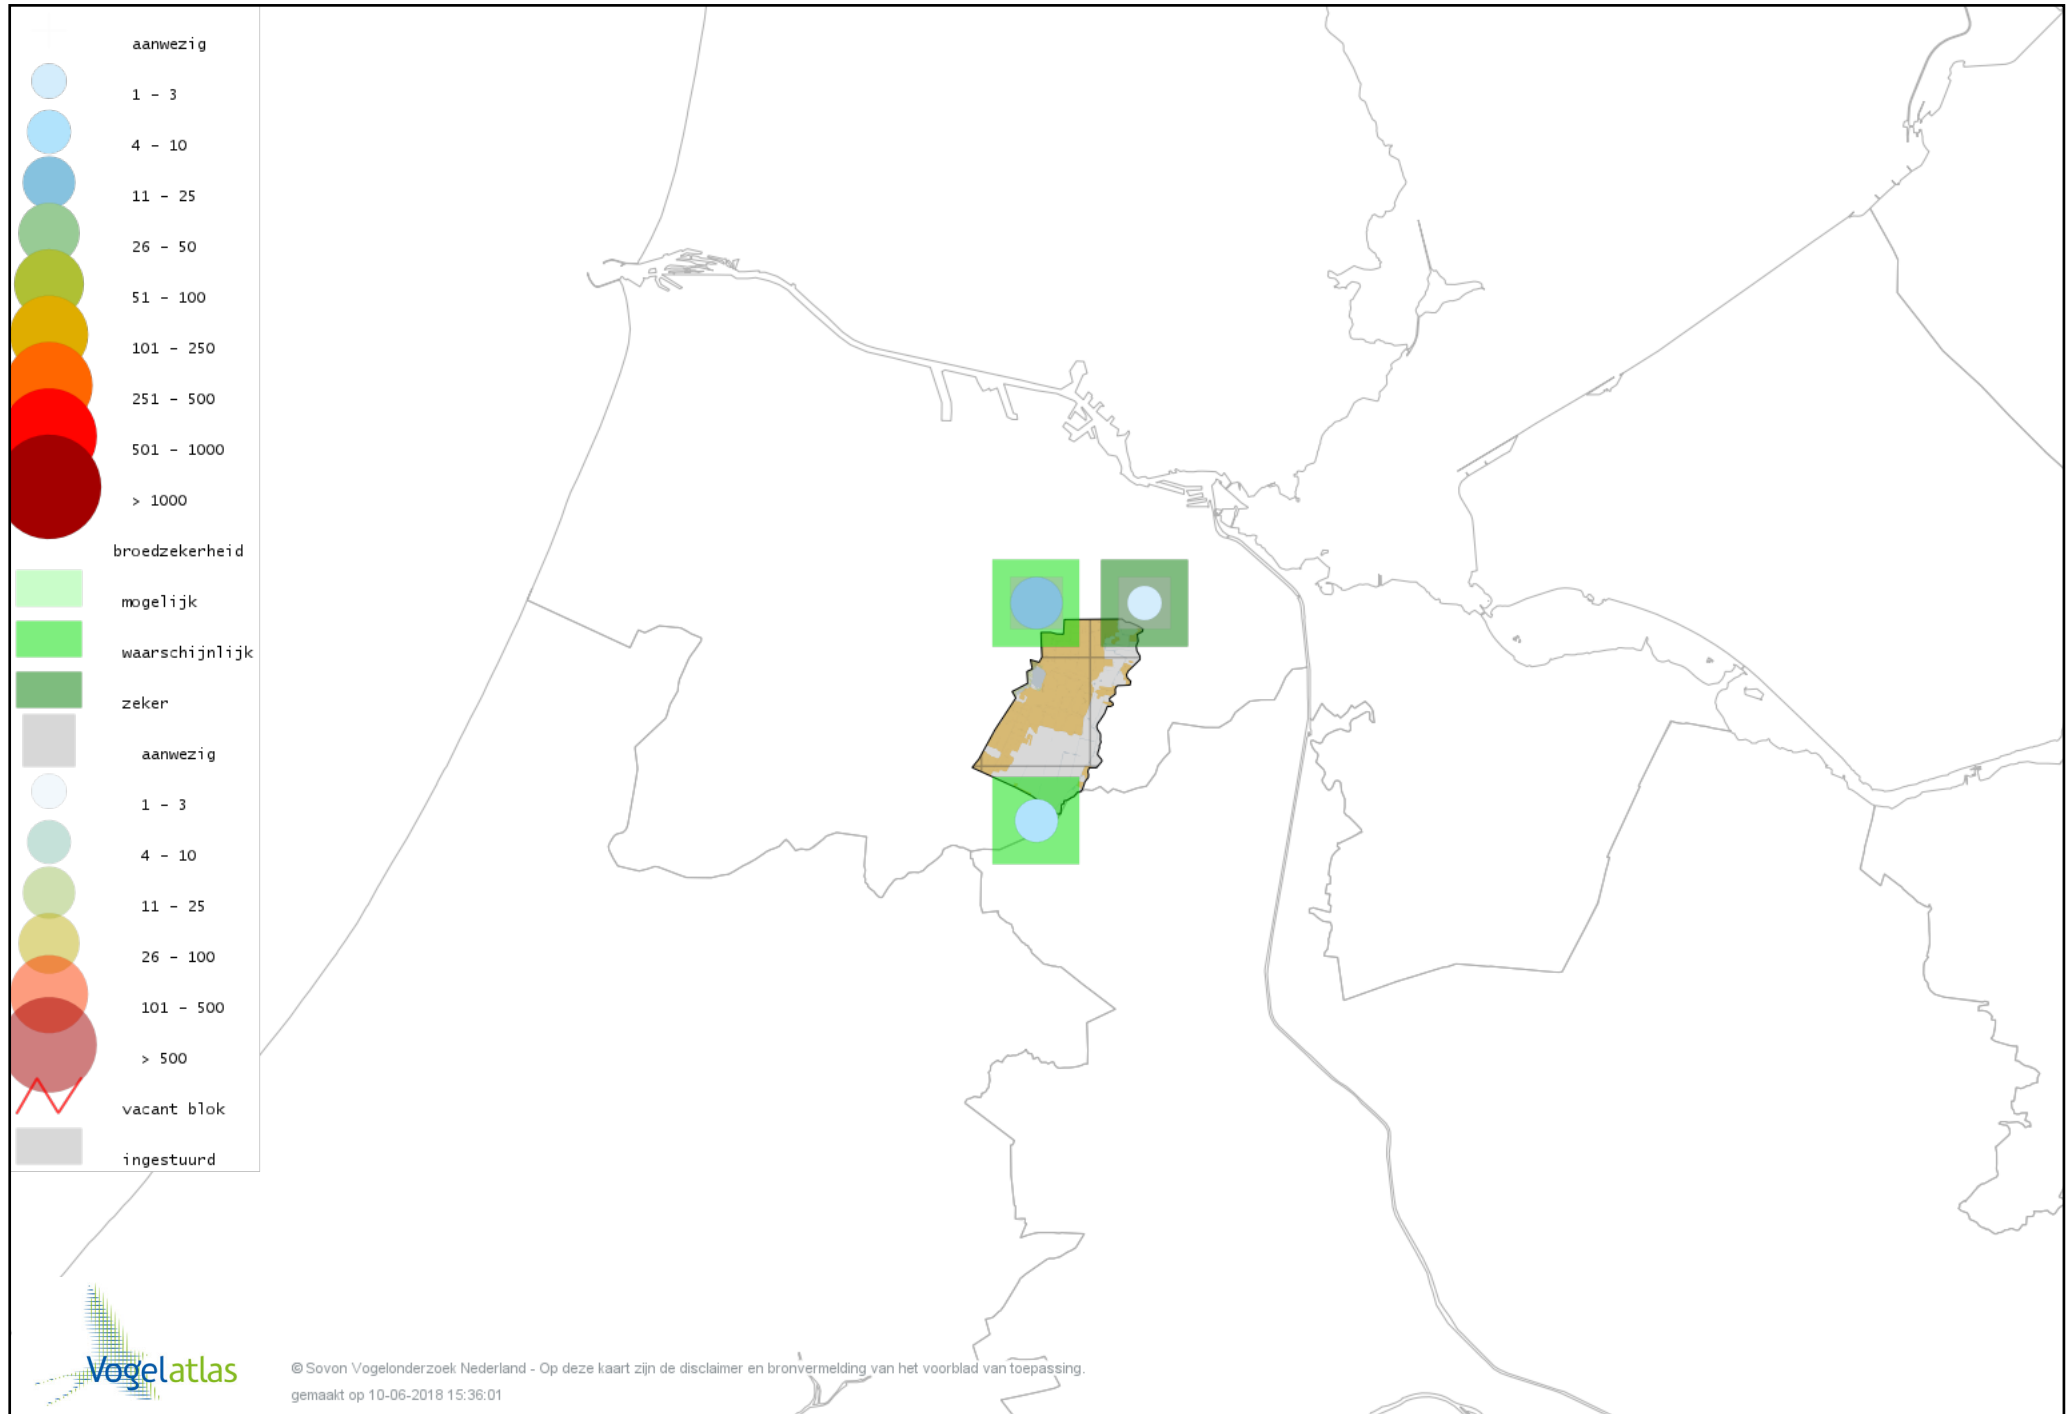 aanwezig
1 - 3
4 - 10
11 - 25
26 - 50
51 - 100
101 - 250
251 - 500
501 - 1000
> 1000
broedzekerheid
mogelijk
waarschijnlijk
zeker
aanwezig
1 - 3
4 - 10
11 - 25
26 - 100
101 - 500
> 500
vacant blok
ingestuurd
Vogelatlas
© Sovon Vogelonderzoek Nederland - Op deze kaart zijn de disclaimer en bronvermelding van het voorblad van toepassing.
gemaakt op 10-06-2018 15:36:01